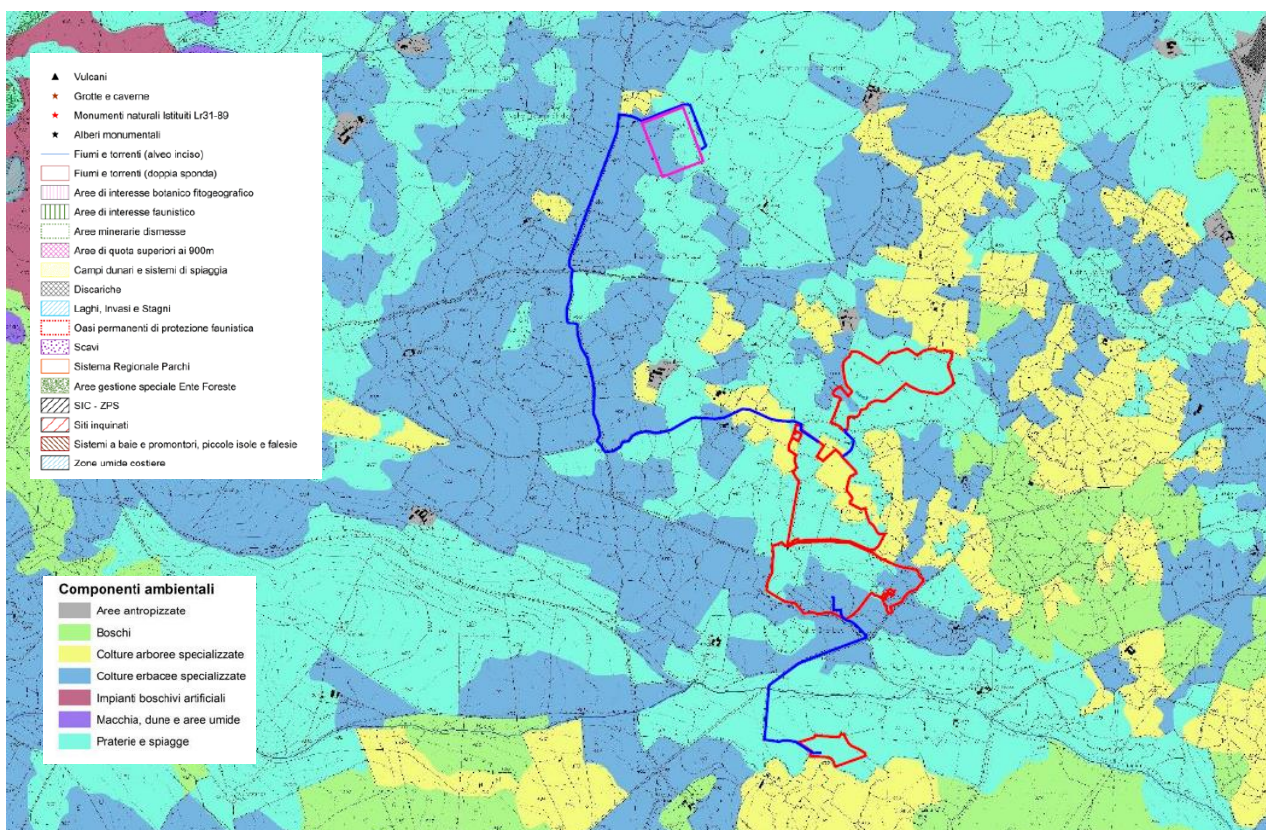 Vulcani
Grotte e caverne
Monumenti naturali Istituiti Lr31-89
Alberi monumentali
Fiumi e torrenti (alveo inciso)
Fiumi e torrenti (doppia sponda)
Aree di interesse botanico fitogeografico
Aree di interesse faunistico
Aree minerarie dismesse
Aree di quota superiori ai 900m
Campi dunari e sistemi di spiaggia
Discariche
Laghi, Invasi e Stagni
Oasi permanenti di protezione faunistica
Scavi
Sistema Regionale Parchi
Aree gestione speciale Ente Foreste
SIC - ZPS
Siti inquinati
Sistemi a baie e promontori, piccole isole e falesie
Zone umide costiere
Componenti ambientali
Aree antropizzate
Boschi
Colture arboree specializzate
Colture erbacee specializzate
Impianti boschivi artificiali
Macchia, dune e aree umide
Praterie e spiagge